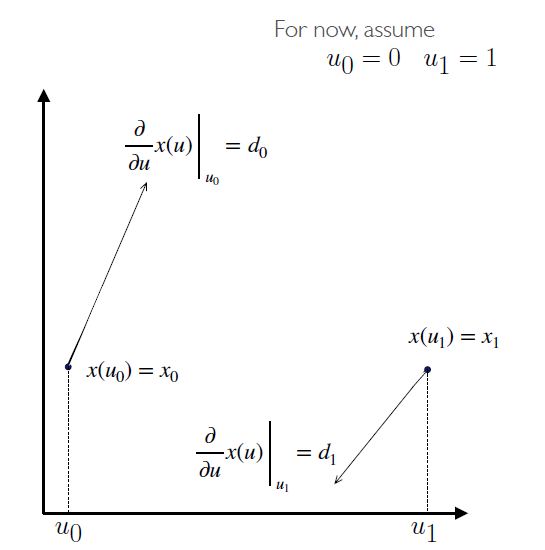 For now, assume
u₀ = 0 u₁ = 1
∂/∂u x(u)|u₀ = d₀
x(u₁) = x₁
x(u₀) = x₀
∂/∂u x(u)|u₁ = d₁
u₀ u₁